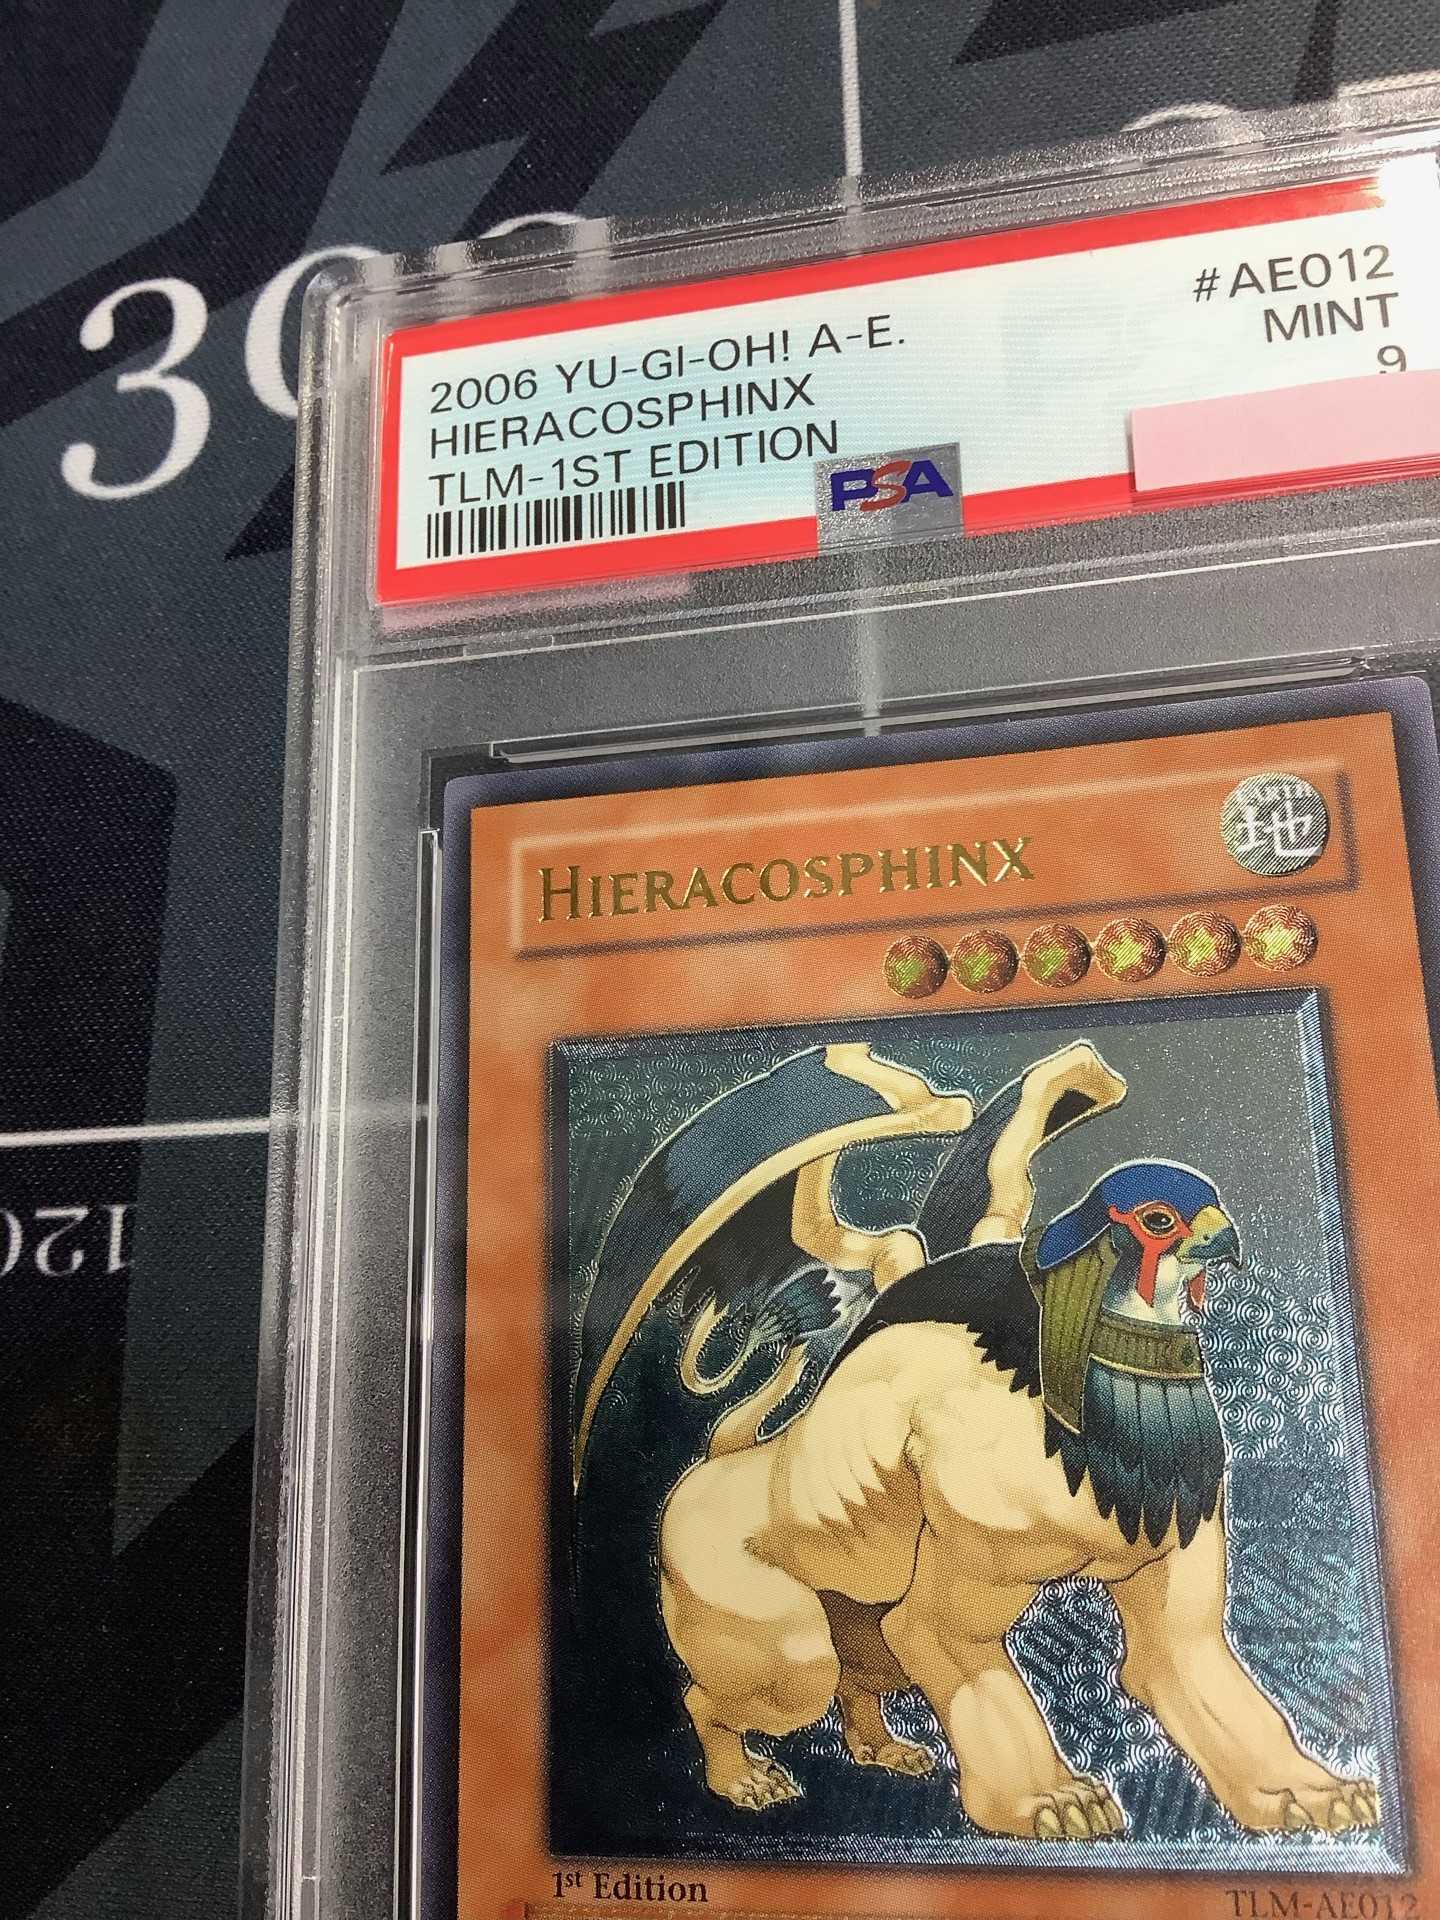 2006 YU-GI-OH! A-E.
HIERACOSPHINX
TLM-1ST EDITION
#AE012
MINT
9
PSA
HIERACOSPHINX
地
1st Edition
TLM-AE012